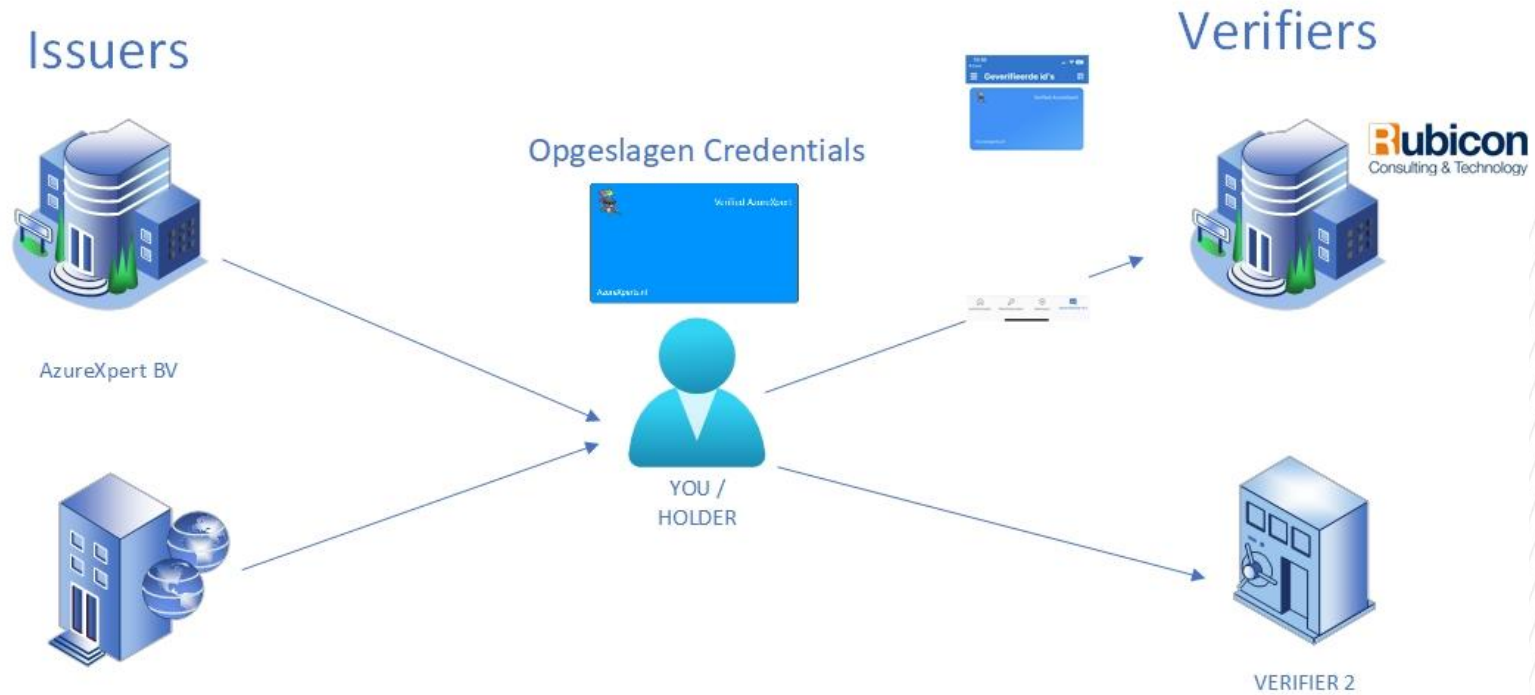 Issuers
Verifiers
Geverifieerde id's
Rubicon
Consulting & Technology
Opgeslagen Credentials
Verified AzureXpert
AzureXperts.nl
AzureXpert BV
YOU /
HOLDER
VERIFIER 2